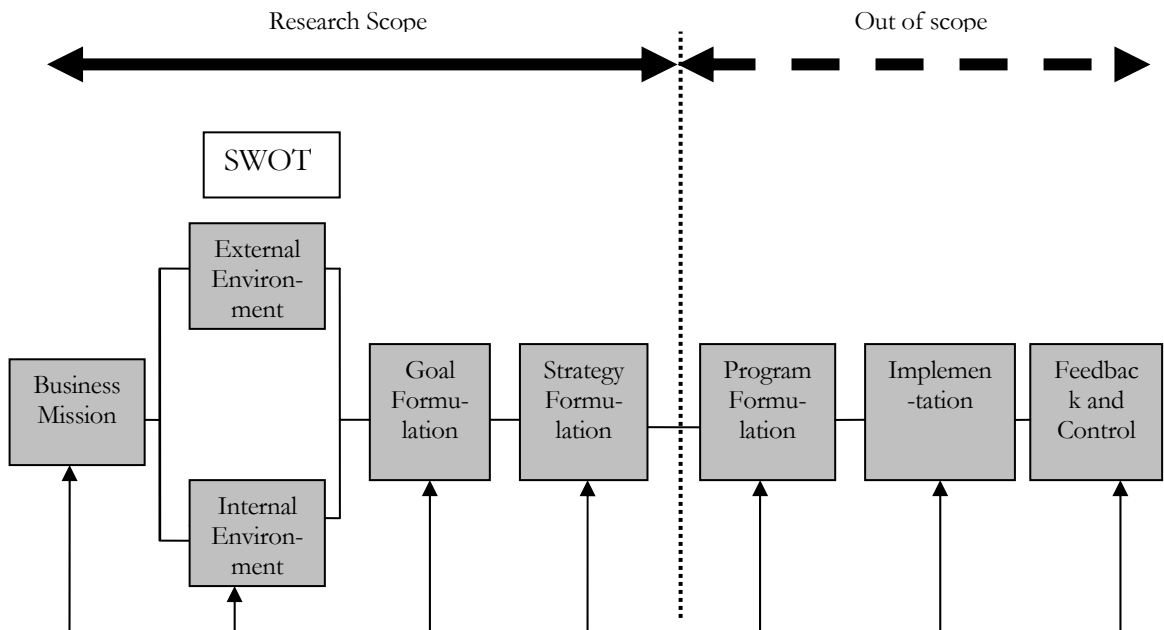 Research Scope
Out of scope
SWOT
External
Environ-
ment
Business
Mission
Internal
Environ-
ment
Goal
Formu-
lation
Strategy
Formu-
lation
Program
Formu-
lation
Implemen
-tation
Feedbac
k and
Control